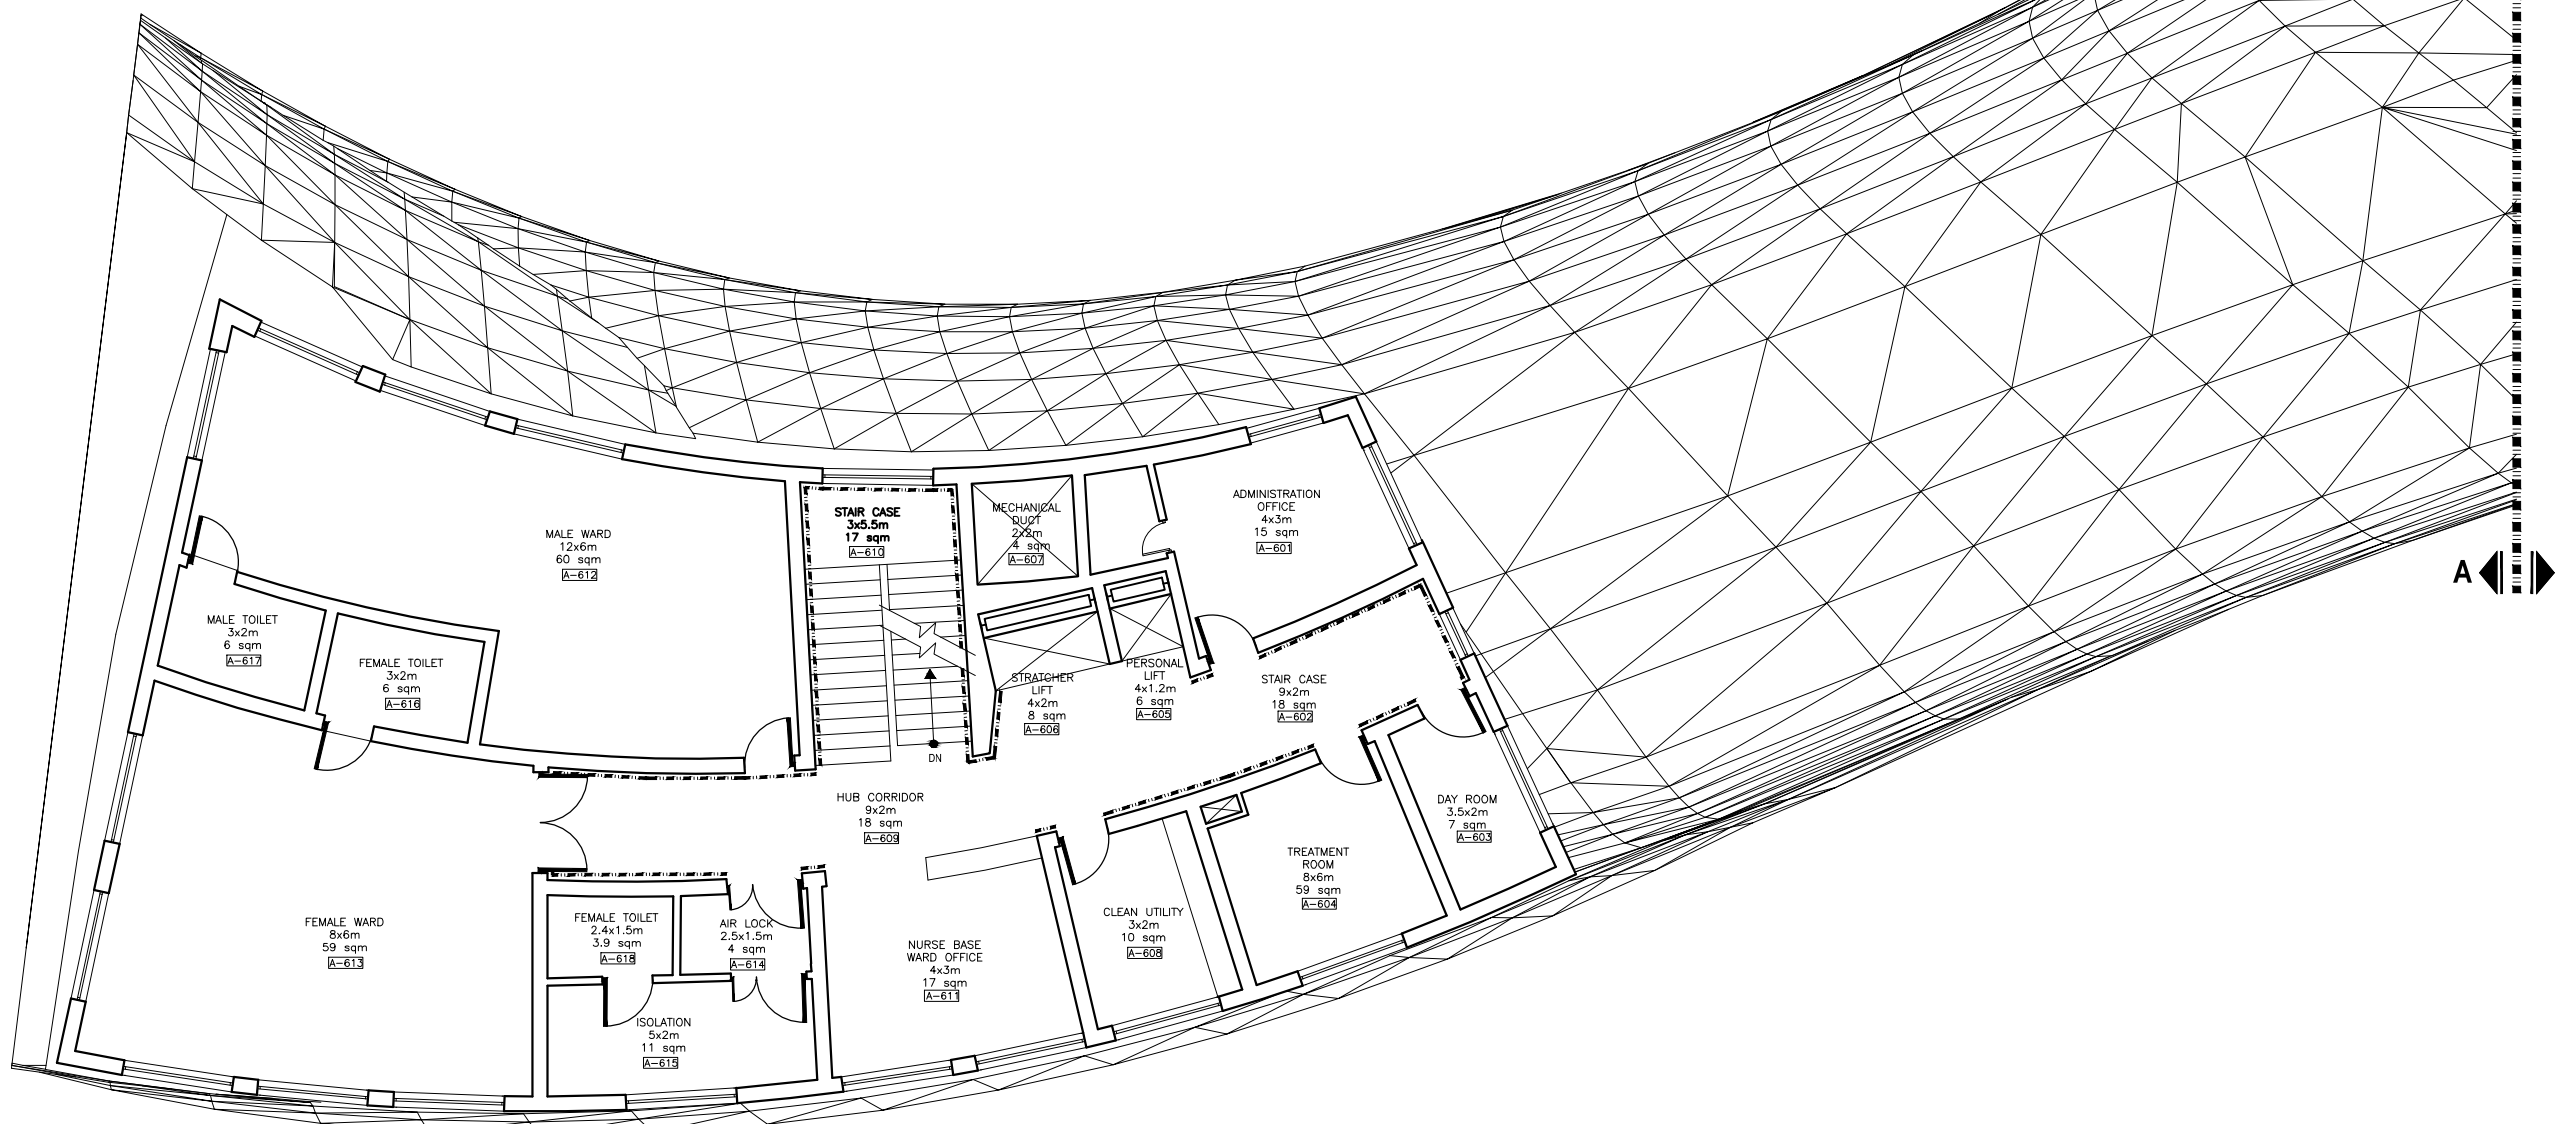 MALE WARD
12x6m
60 sqm
A-612
STAIR CASE
3x5.5m
17 sqm
A-610
MECHANICAL
DUCT
2x2m
4 sqm
A-607
ADMINISTRATION
OFFICE
4x3m
15 sqm
A-601
A
MALE TOILET
3x2m
6 sqm
A-617
FEMALE TOILET
3x2m
6 sqm
A-616
STRATCHER
LIFT
4x2m
8 sqm
A-606
PERSONAL
LIFT
4x1.2m
6 sqm
A-605
STAIR CASE
9x2m
18 sqm
A-602
DN
HUB CORRIDOR
9x2m
18 sqm
A-609
DAY ROOM
3.5x2m
7 sqm
A-603
TREATMENT
ROOM
8x6m
59 sqm
A-604
FEMALE WARD
8x6m
59 sqm
A-613
FEMALE TOILET
2.4x1.5m
3.9 sqm
A-618
AIR LOCK
2.5x1.5m
4 sqm
A-614
NURSE BASE
WARD OFFICE
4x3m
17 sqm
A-611
CLEAN UTILITY
3x2m
10 sqm
A-608
ISOLATION
5x2m
11 sqm
A-615